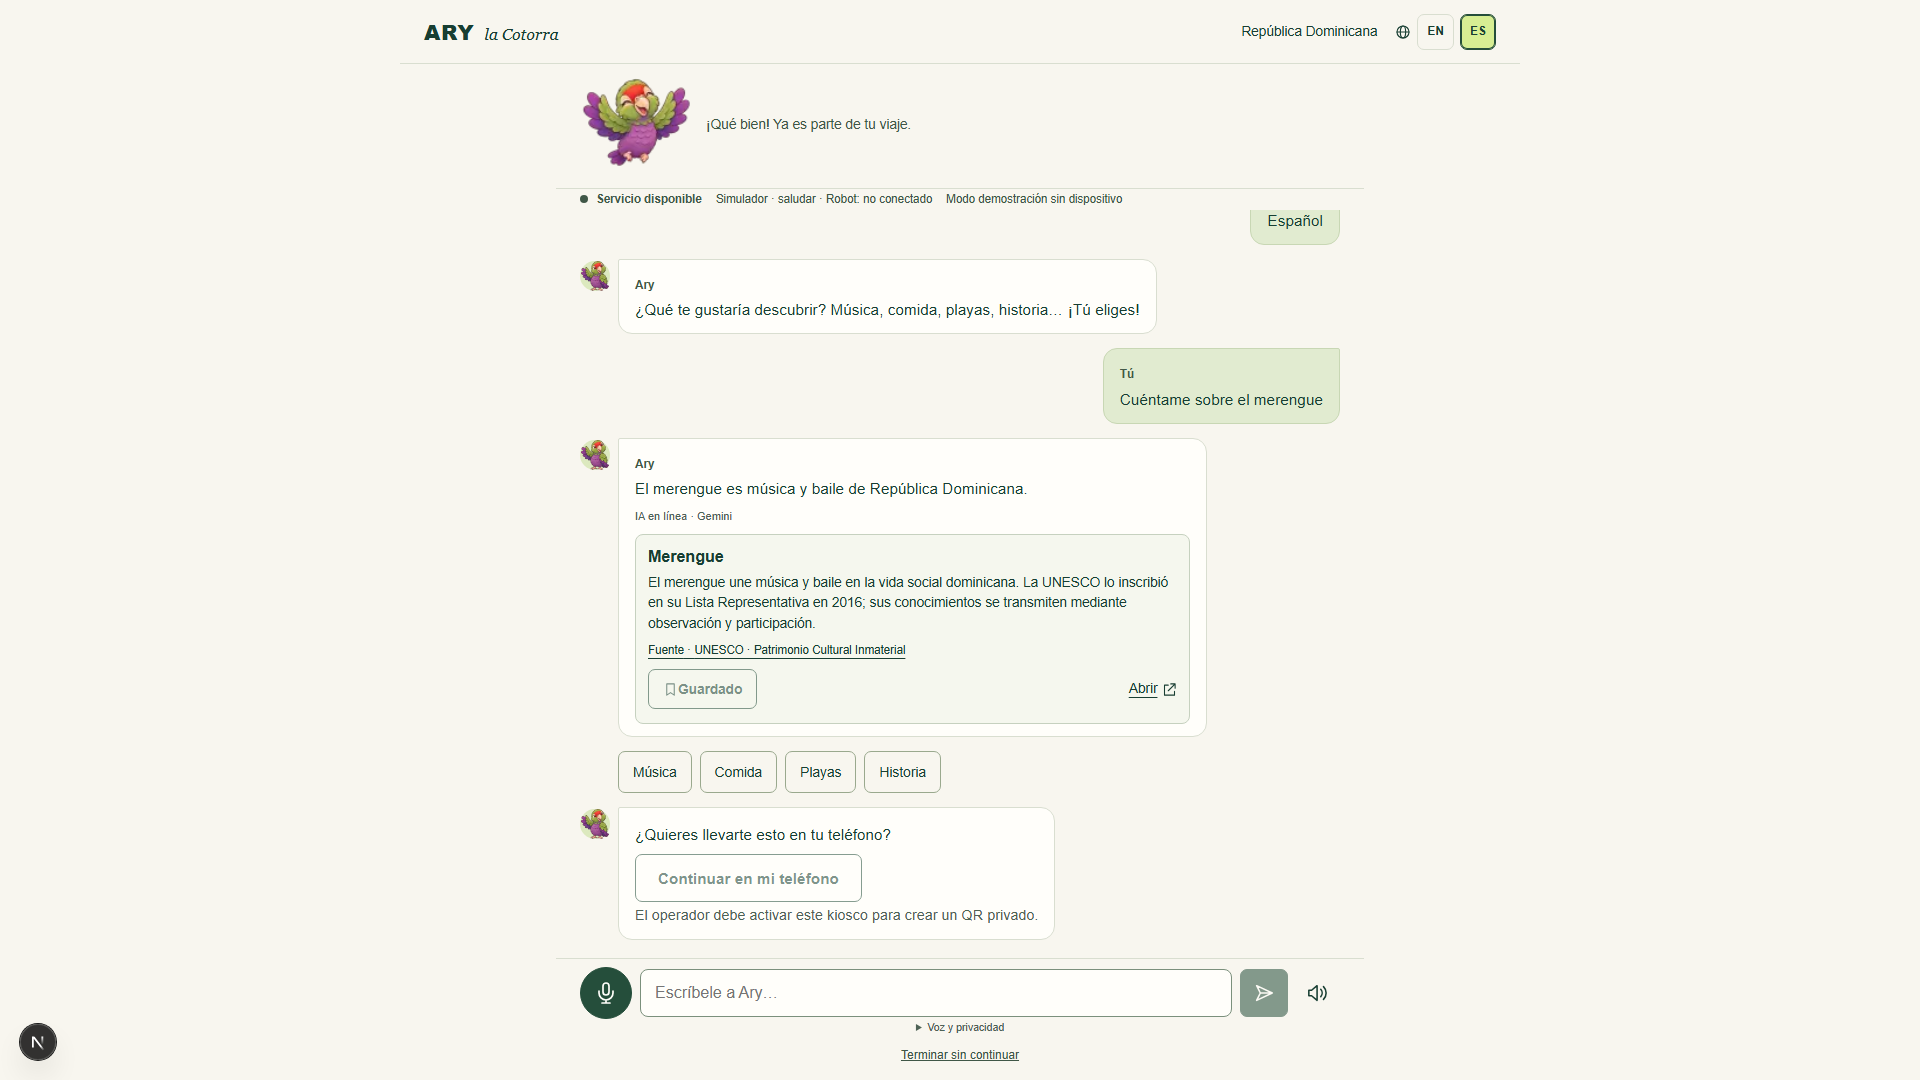 ARY la Cotorra
República Dominicana EN ES
¡Qué bien! Ya es parte de tu viaje.
Servicio disponible Simulador · saludar · Robot: no conectado Modo demostración sin dispositivo
Español
Ary
¿Qué te gustaría descubrir? Música, comida, playas, historia… ¡Tú eliges!
Tú
Cuéntame sobre el merengue
Ary
El merengue es música y baile de República Dominicana.
IA en línea · Gemini
Merengue
El merengue une música y baile en la vida social dominicana. La UNESCO lo inscribió
en su Lista Representativa en 2016; sus conocimientos se transmiten mediante
observación y participación.
Fuente · UNESCO · Patrimonio Cultural Inmaterial
Guardado
Abrir
Música Comida Playas Historia
¿Quieres llevarte esto en tu teléfono?
Continuar en mi teléfono
El operador debe activar este kiosco para crear un QR privado.
Escríbele a Ary…
Voz y privacidad
Terminar sin continuar
N